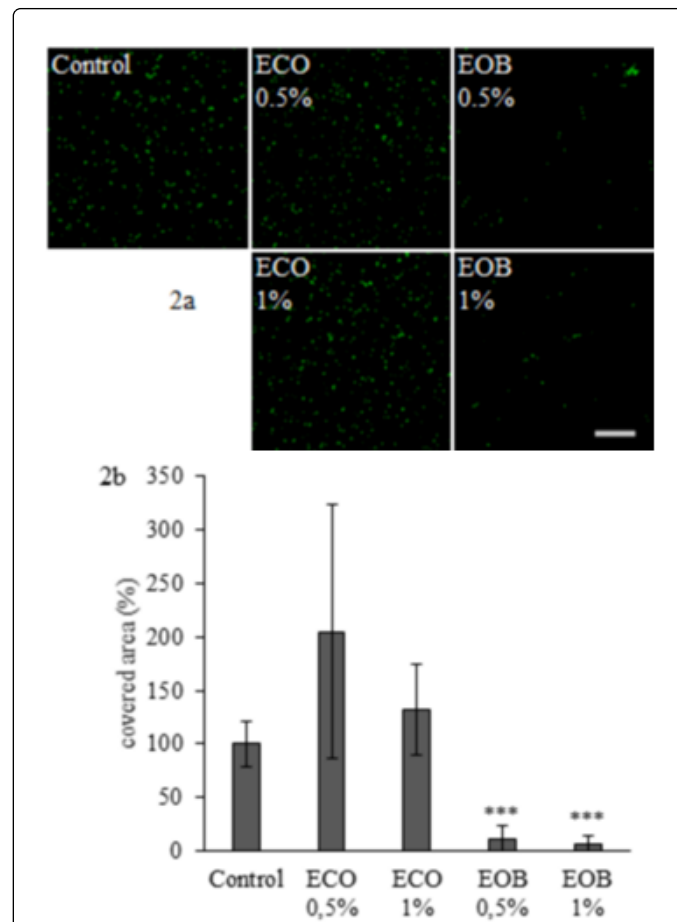 Control
ECO
0.5%
EOB
0.5%
2a
ECO
1%
EOB
1%
2b
covered area (%)
350
300
250
200
150
100
50
0
***
***
Control
ECO
0,5%
ECO
1%
EOB
0,5%
EOB
1%